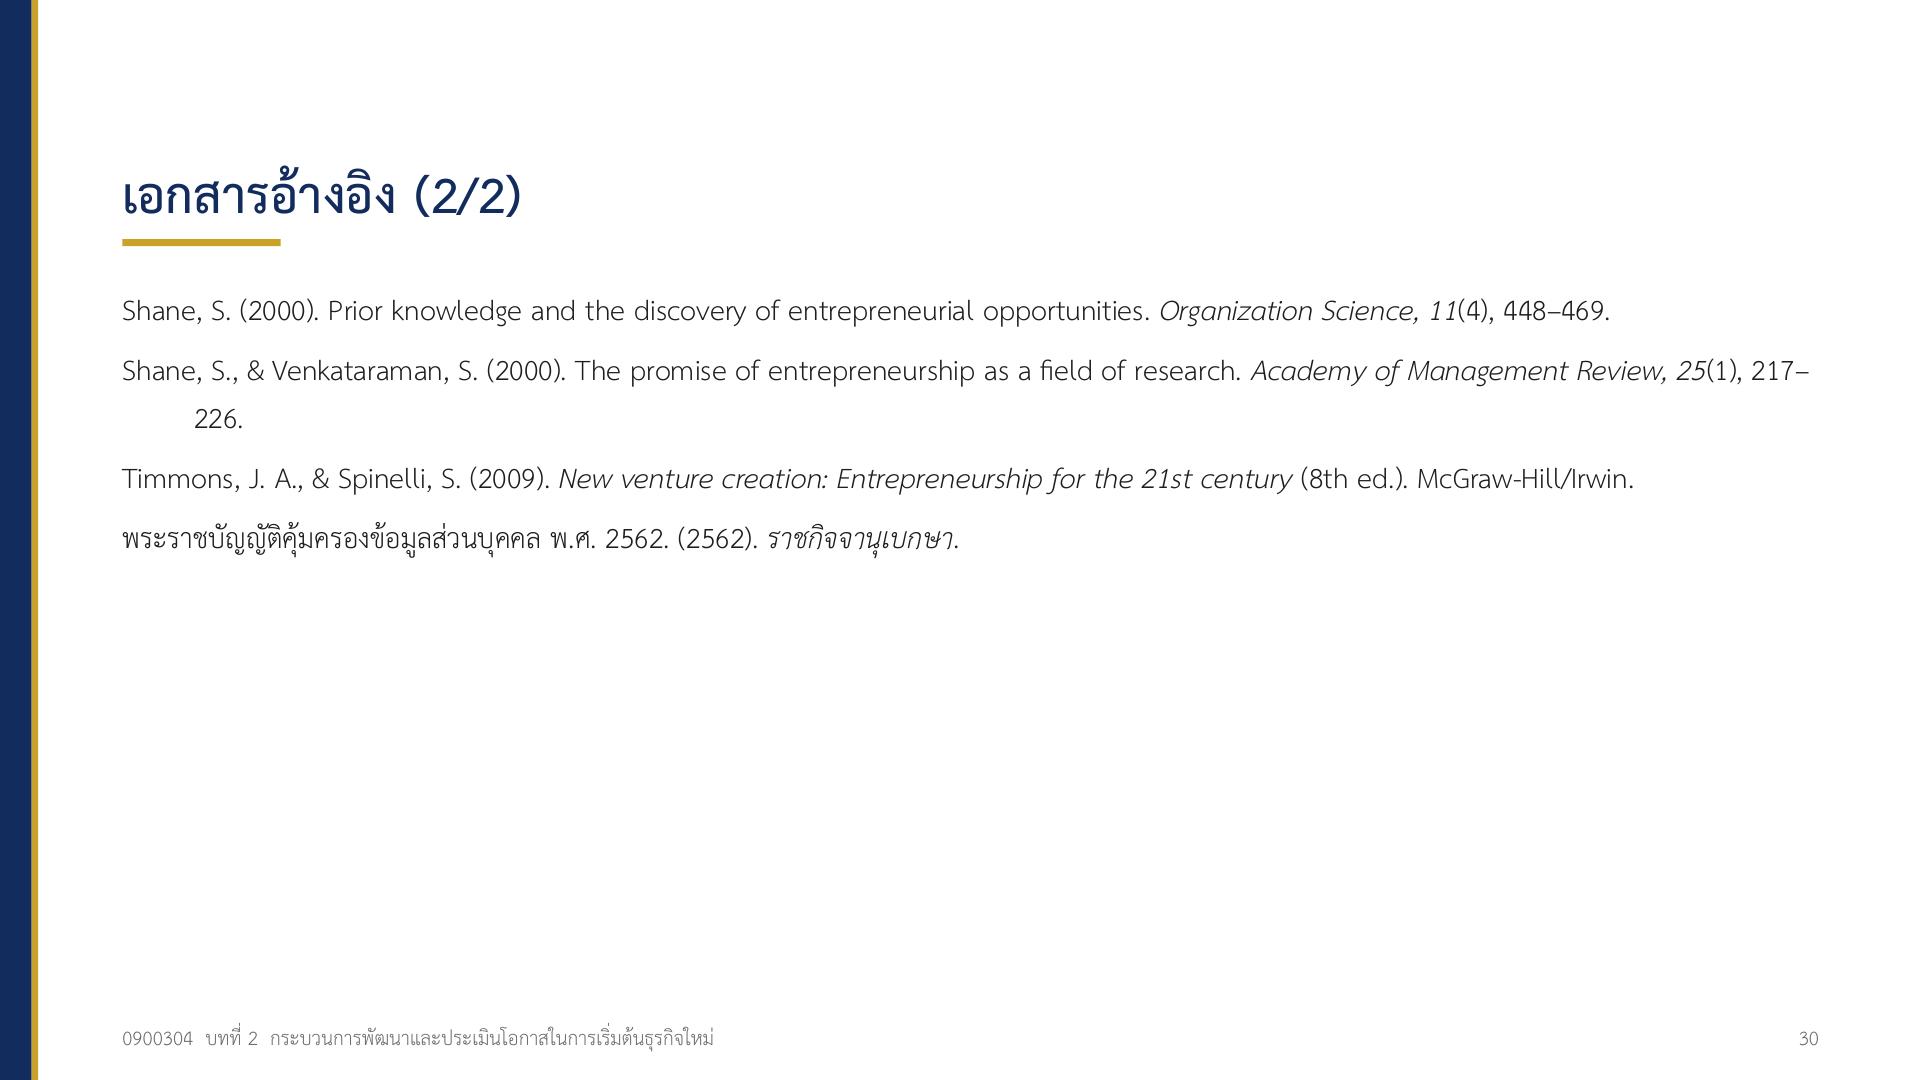 เอกสารอ้างอิง (2/2)
Shane, S. (2000). Prior knowledge and the discovery of entrepreneurial opportunities. Organization Science, 11(4), 448–469.
Shane, S., & Venkataraman, S. (2000). The promise of entrepreneurship as a field of research. Academy of Management Review, 25(1), 217–
226.
Timmons, J. A., & Spinelli, S. (2009). New venture creation: Entrepreneurship for the 21st century (8th ed.). McGraw-Hill/Irwin.
พระราชบัญญัติคุ้มครองข้อมูลส่วนบุคคล พ.ศ. 2562. (2562). ราชกิจจานุเบกษา.
0900304 บทที่ 2 กระบวนการพัฒนาและประเมินโอกาสในการเริ่มต้นธุรกิจใหม่
30